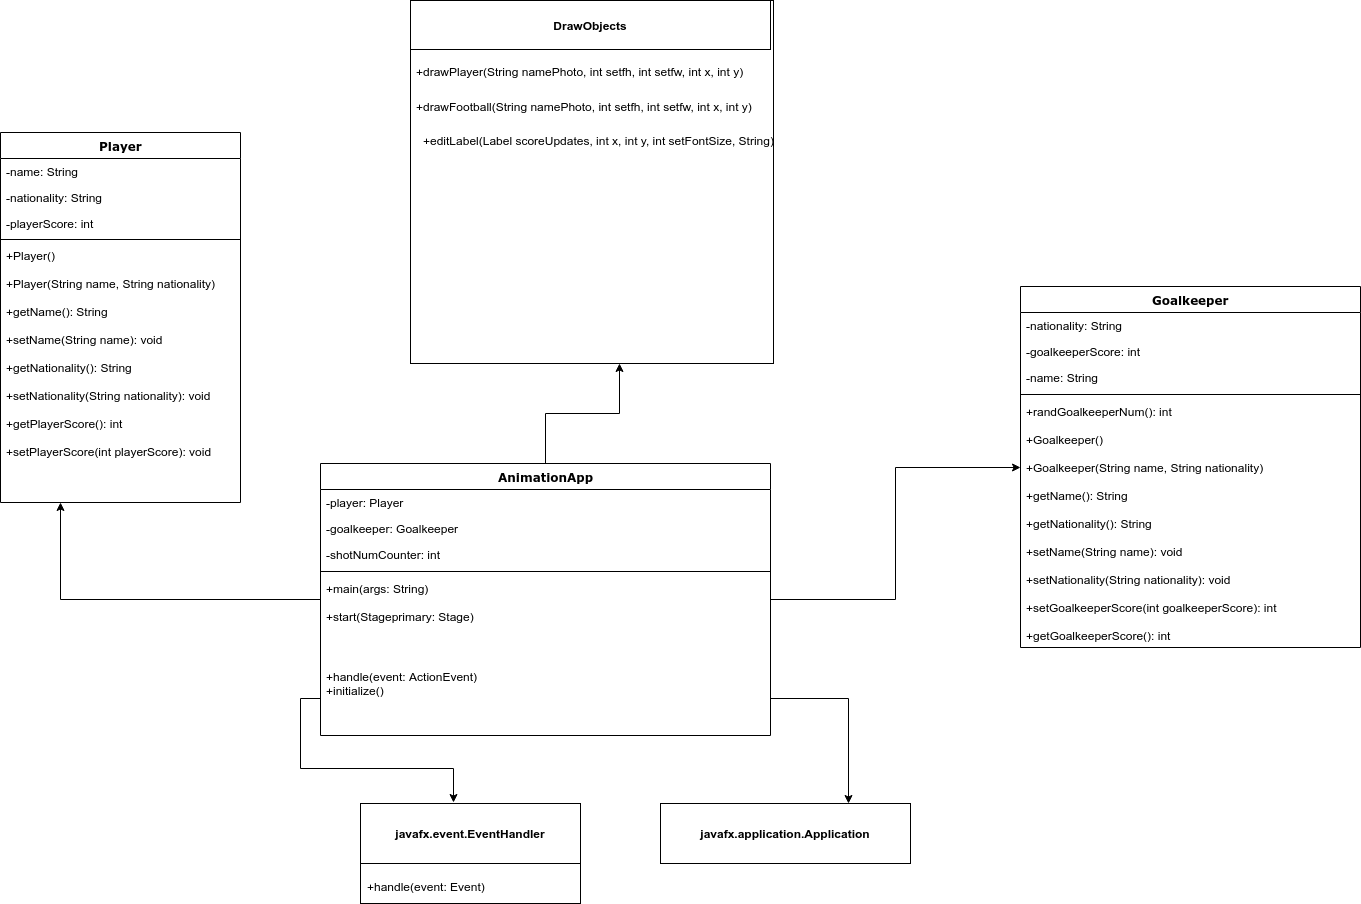 DrawObjects
+drawPlayer(String namePhoto, int setfh, int setfw, int x, int y)
+drawFootball(String namePhoto, int setfh, int setfw, int x, int y)
+editLabel(Label scoreUpdates, int x, int y, int setFontSize, String)
Player
-name: String
-nationality: String
-playerScore: int
+Player()
+Player(String name, String nationality)
+getName(): String
+setName(String name): void
+getNationality(): String
+setNationality(String nationality): void
+getPlayerScore(): int
+setPlayerScore(int playerScore): void
Goalkeeper
-nationality: String
-goalkeeperScore: int
-name: String
+randGoalkeeperNum(): int
+Goalkeeper()
+Goalkeeper(String name, String nationality)
+getName(): String
+getNationality(): String
+setName(String name): void
+setNationality(String nationality): void
+setGoalkeeperScore(int goalkeeperScore): int
+getGoalkeeperScore(): int
AnimationApp
-player: Player
-goalkeeper: Goalkeeper
-shotNumCounter: int
+main(args: String)
+start(Stageprimary: Stage)
+handle(event: ActionEvent)
+initialize()
javafx.event.EventHandler
+handle(event: Event)
javafx.application.Application